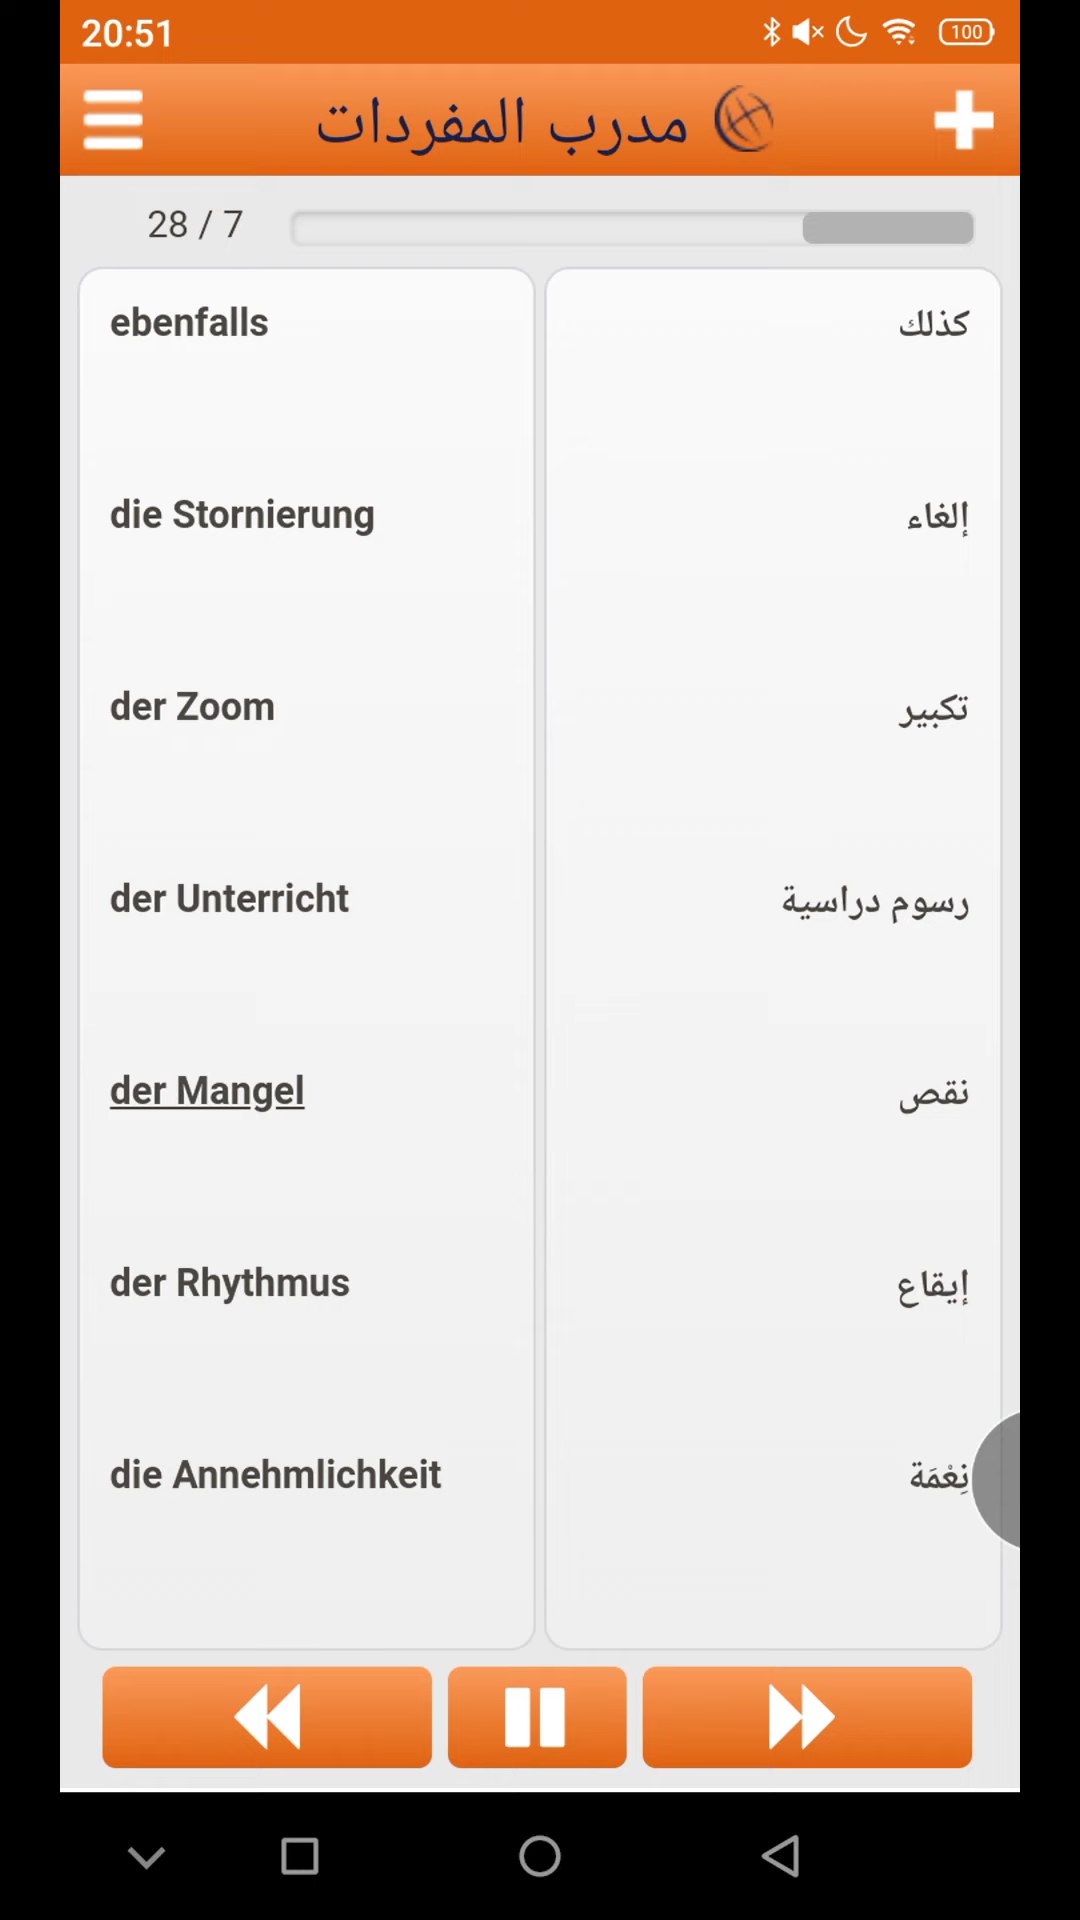 20:51
100
مدرب المفردات
28 / 7
ebenfalls
كذلك
die Stornierung
إلغاء
der Zoom
تكبير
der Unterricht
رسوم دراسية
der Mangel
نقص
der Rhythmus
إيقاع
die Annehmlichkeit
نِعْمَة